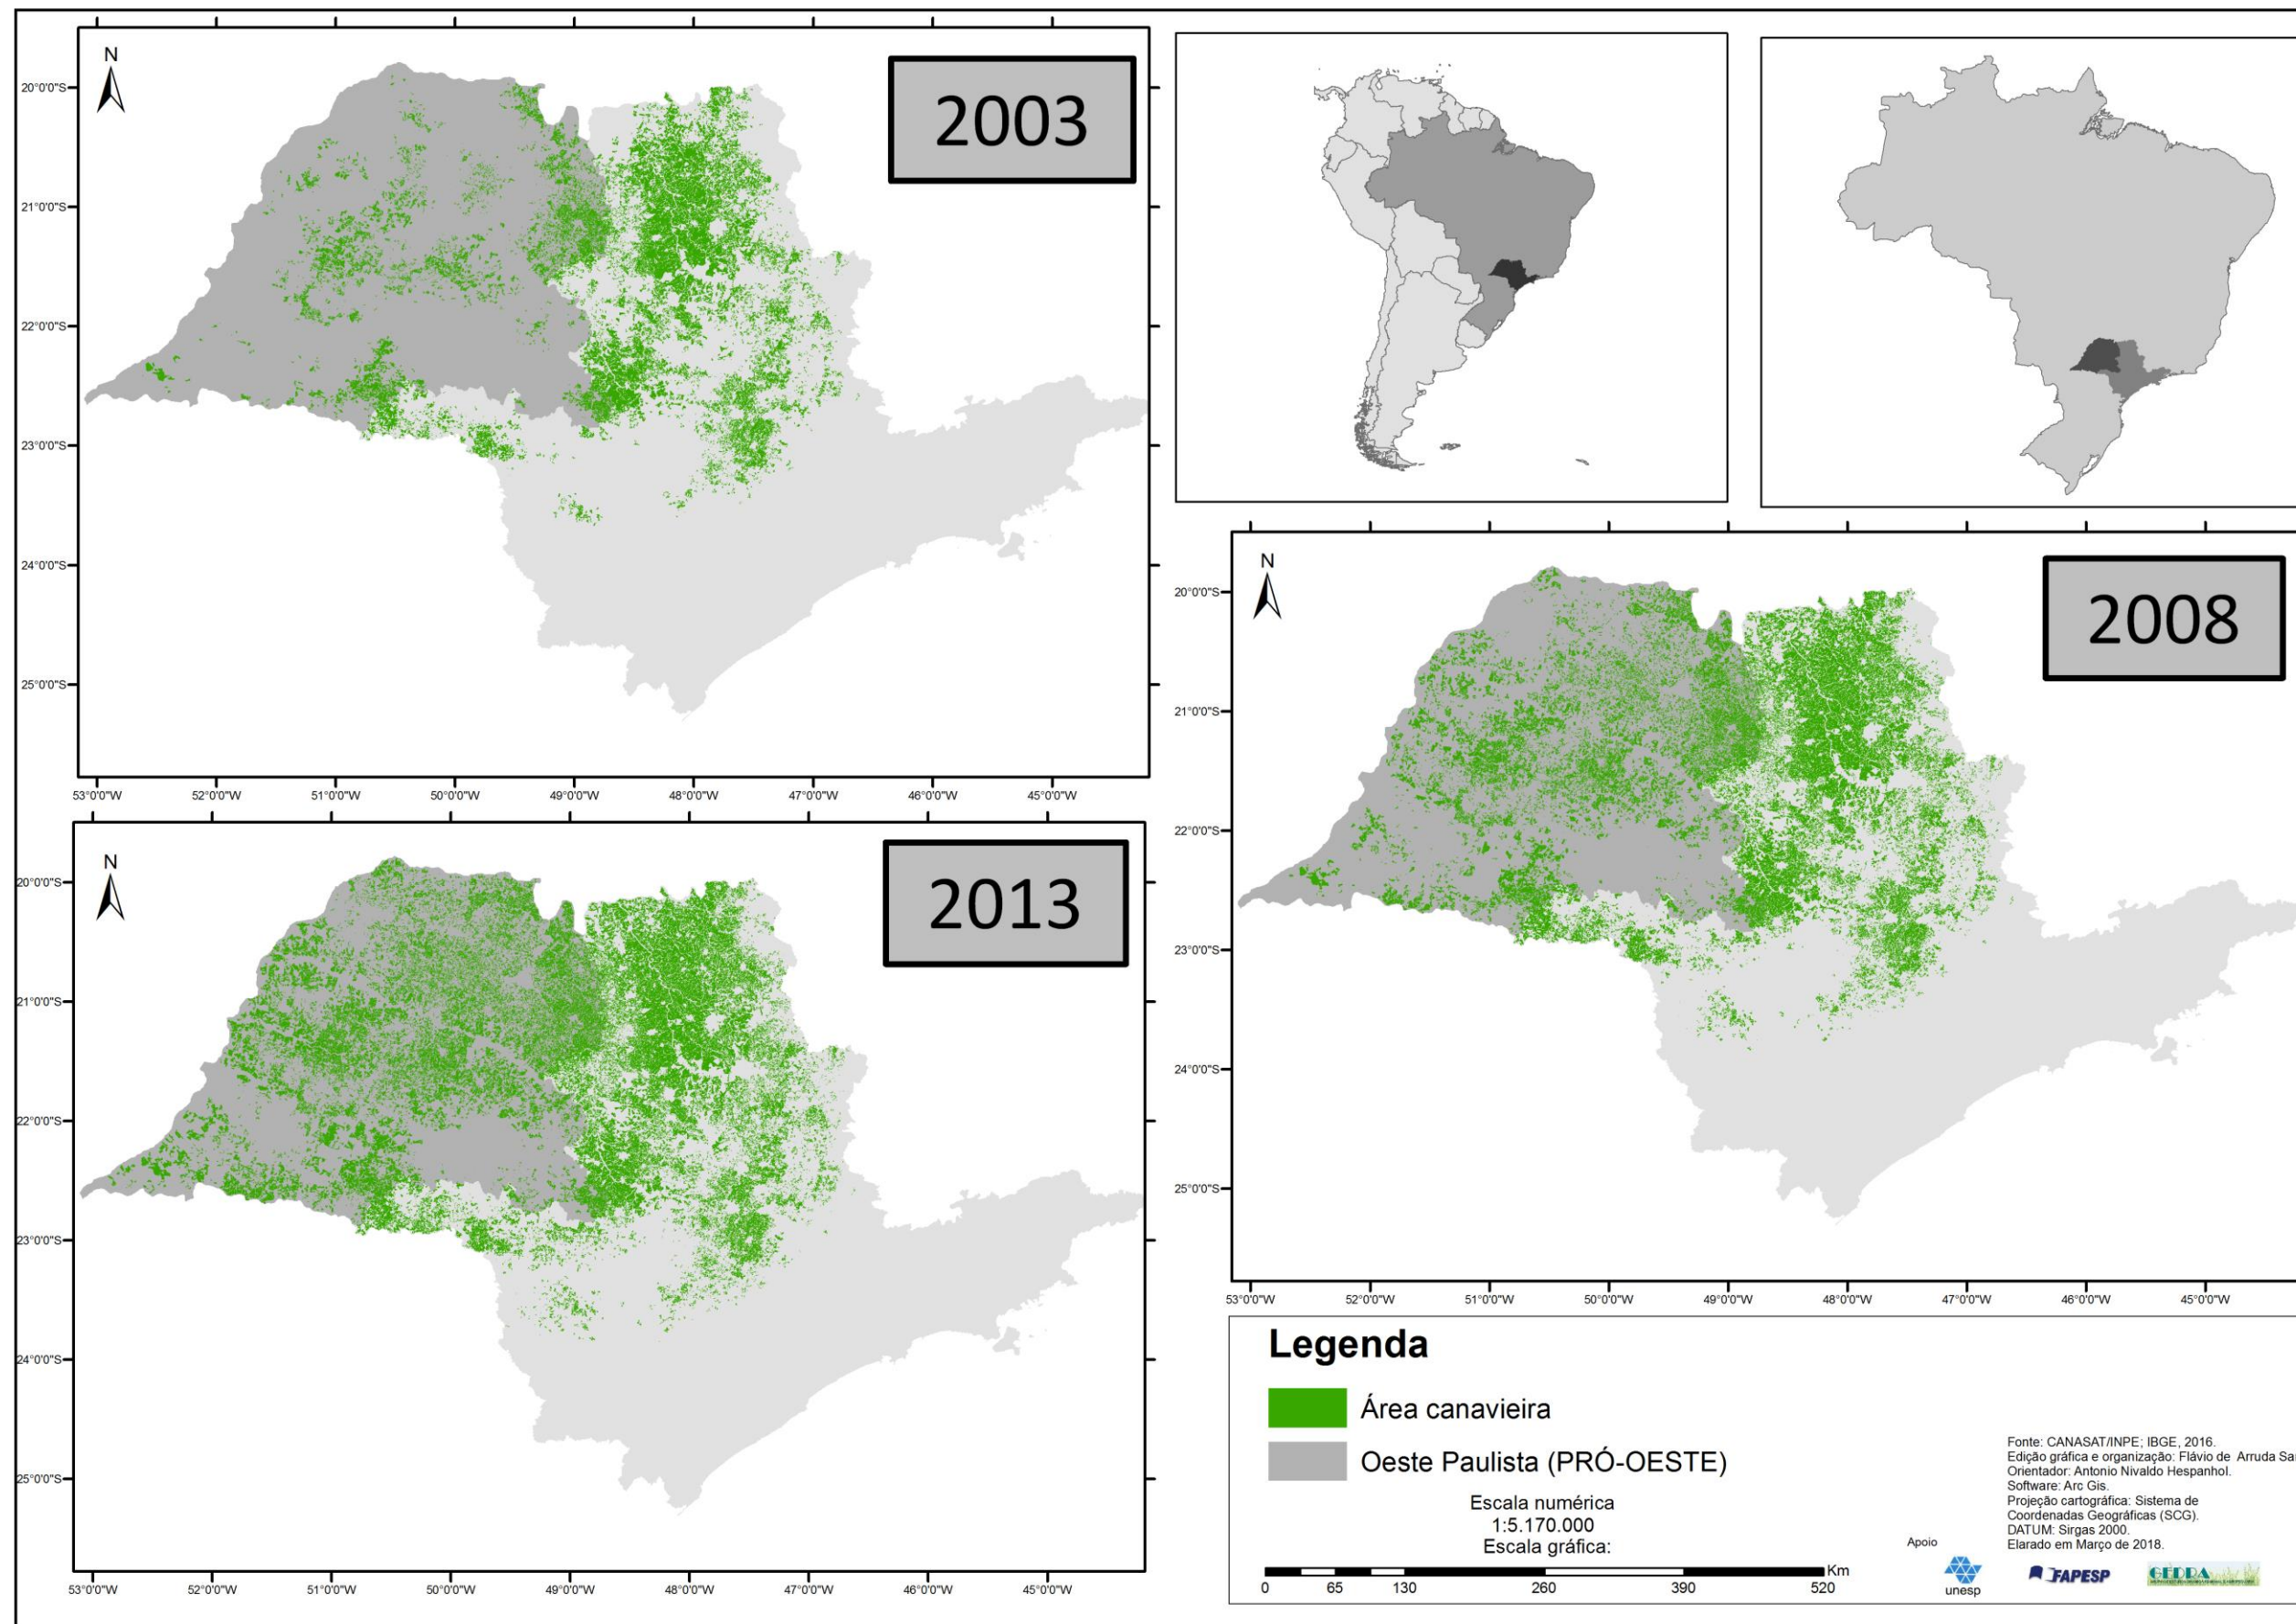 N
2003
20°0'0"S
21°0'0"S
22°0'0"S
23°0'0"S
24°0'0"S
25°0'0"S
53°0'0"W 52°0'0"W 51°0'0"W 50°0'0"W 49°0'0"W 48°0'0"W 47°0'0"W 46°0'0"W 45°0'0"W
N
2008
20°0'0"S
21°0'0"S
22°0'0"S
23°0'0"S
24°0'0"S
25°0'0"S
53°0'0"W 52°0'0"W 51°0'0"W 50°0'0"W 49°0'0"W 48°0'0"W 47°0'0"W 46°0'0"W 45°0'0"W
N
2013
20°0'0"S
21°0'0"S
22°0'0"S
23°0'0"S
24°0'0"S
25°0'0"S
53°0'0"W 52°0'0"W 51°0'0"W 50°0'0"W 49°0'0"W 48°0'0"W 47°0'0"W 46°0'0"W 45°0'0"W
Legenda
Área canavieira
Oeste Paulista (PRÓ-OESTE)
Escala numérica
1:5.170.000
Escala gráfica:
Km
0 65 130 260 390 520
Fonte: CANASAT/INPE; IBGE, 2016.
Edição gráfica e organização: Flávio de Arruda
Orientador: Antonio Nivaldo Hespanhol.
Software: Arc Gis.
Projeção cartográfica: Sistema de
Coordenadas Geográficas (SCG).
DATUM: Sirgas 2000.
Elarado em Março de 2018.
Apoio
unesp
FAPESP
GEDRA